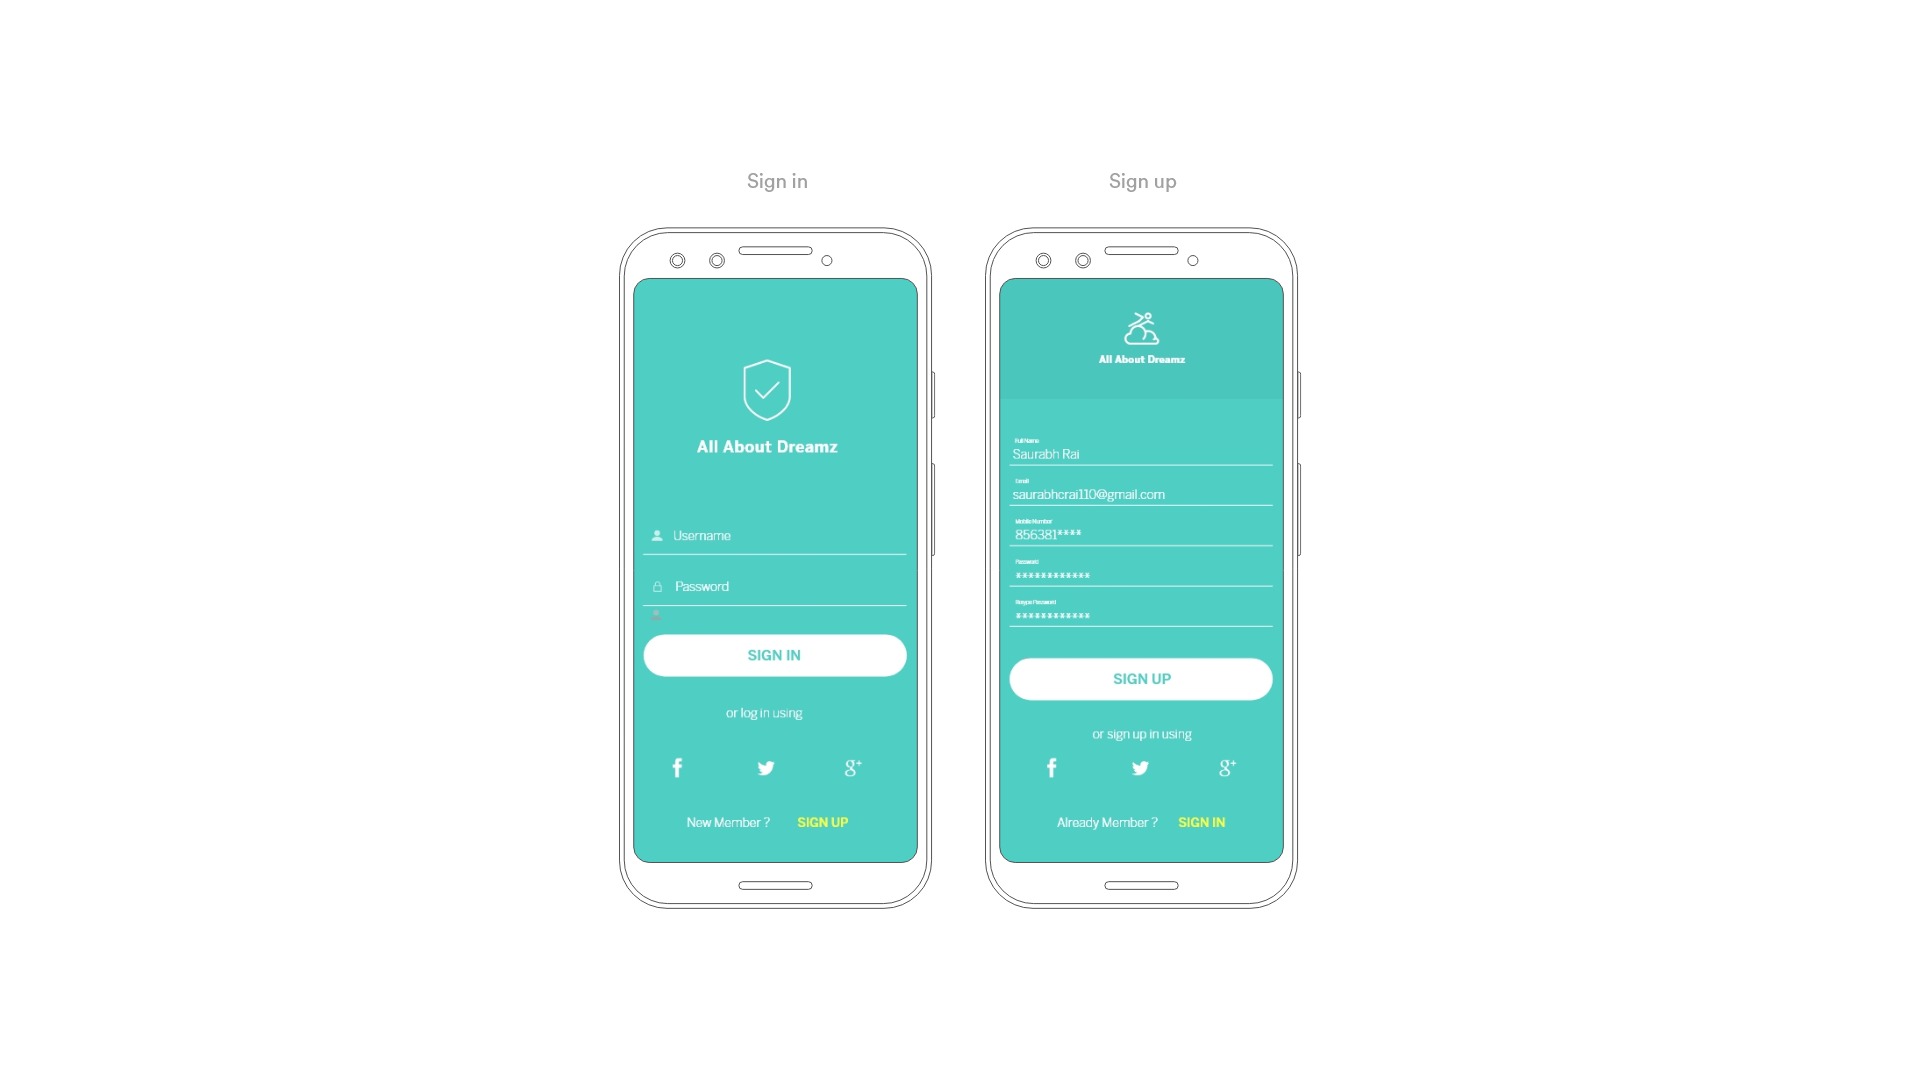 Sign in
All About Dreamz
Username
Password
SIGN IN
or log in using
f
g+
New Member ? SIGN UP
Sign up
All About Dreamz
Full Name
Saurabh Rai
Email
saurabhcrai110@gmail.com
Mobile Number
856381****
Password
************
Retype Password
************
SIGN UP
or sign up in using
f
g+
Already Member ? SIGN IN